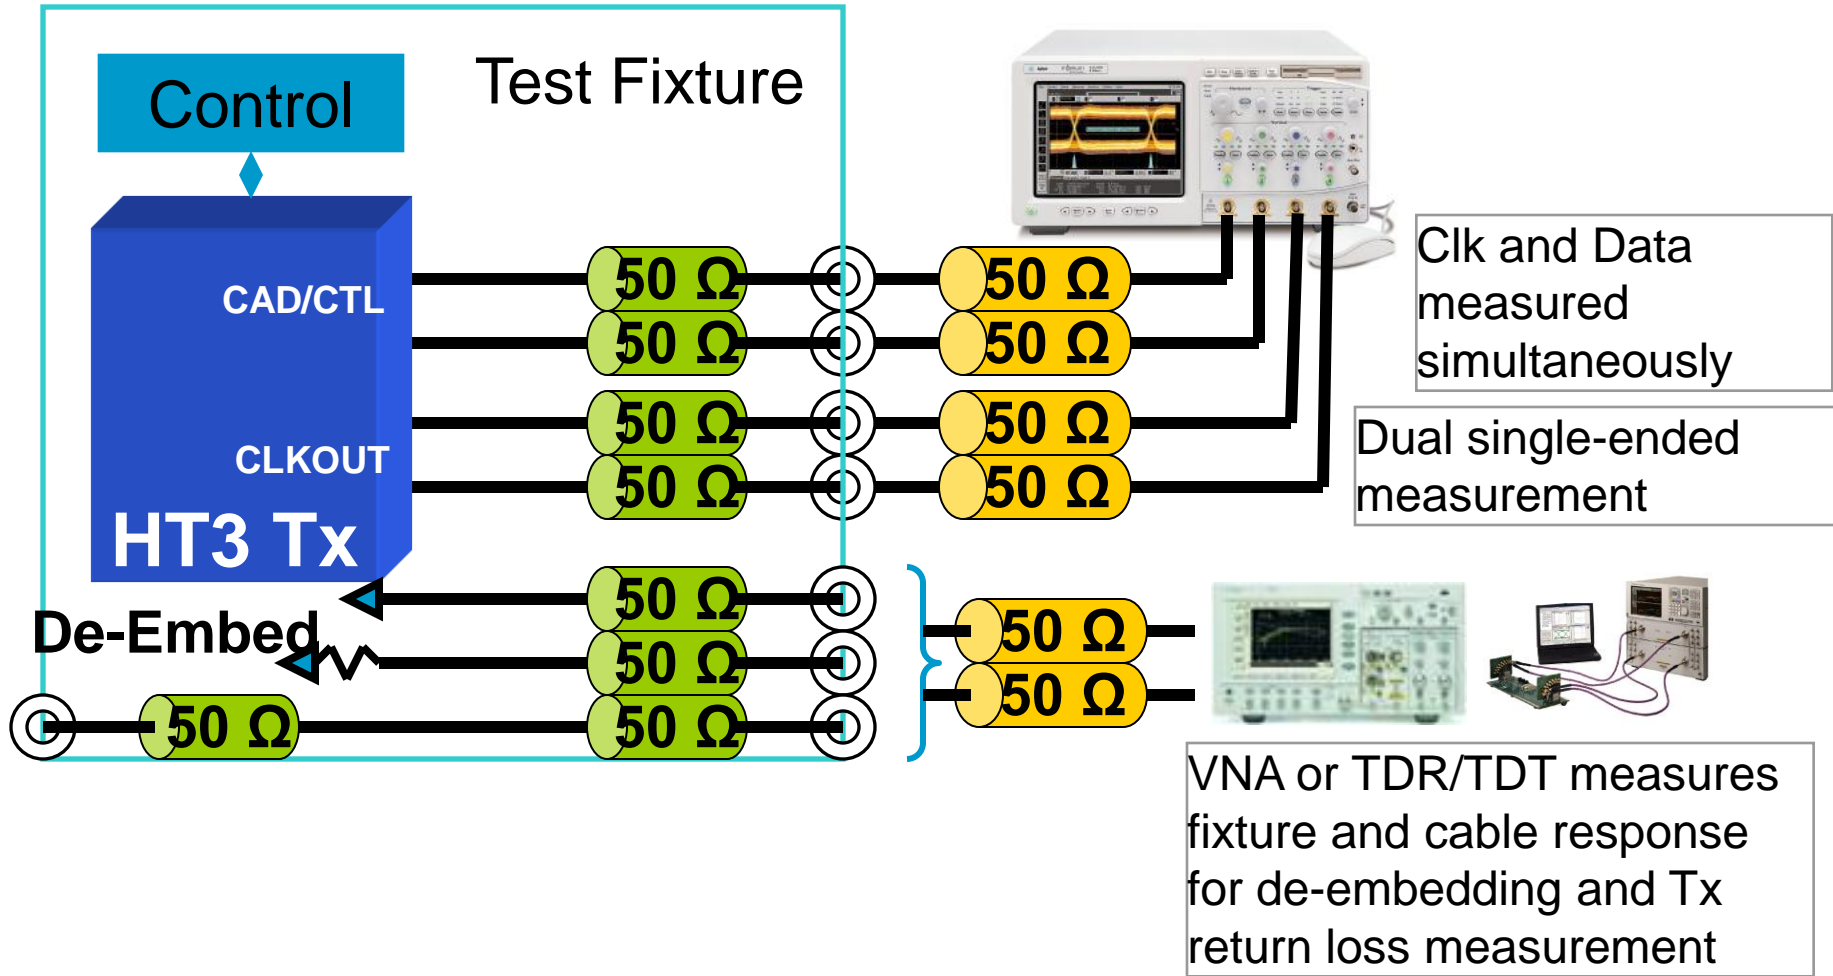 Test Fixture
Control
CAD/CTL
CLKOUT
HT3 Tx
De-Embed
50 Ω
50 Ω
50 Ω
50 Ω
50 Ω
50 Ω
50 Ω
50 Ω
50 Ω
50 Ω
50 Ω
50 Ω
50 Ω
50 Ω
Clk and Data
measured
simultaneously
Dual single-ended
measurement
VNA or TDR/TDT measures
fixture and cable response
for de-embedding and Tx
return loss measurement